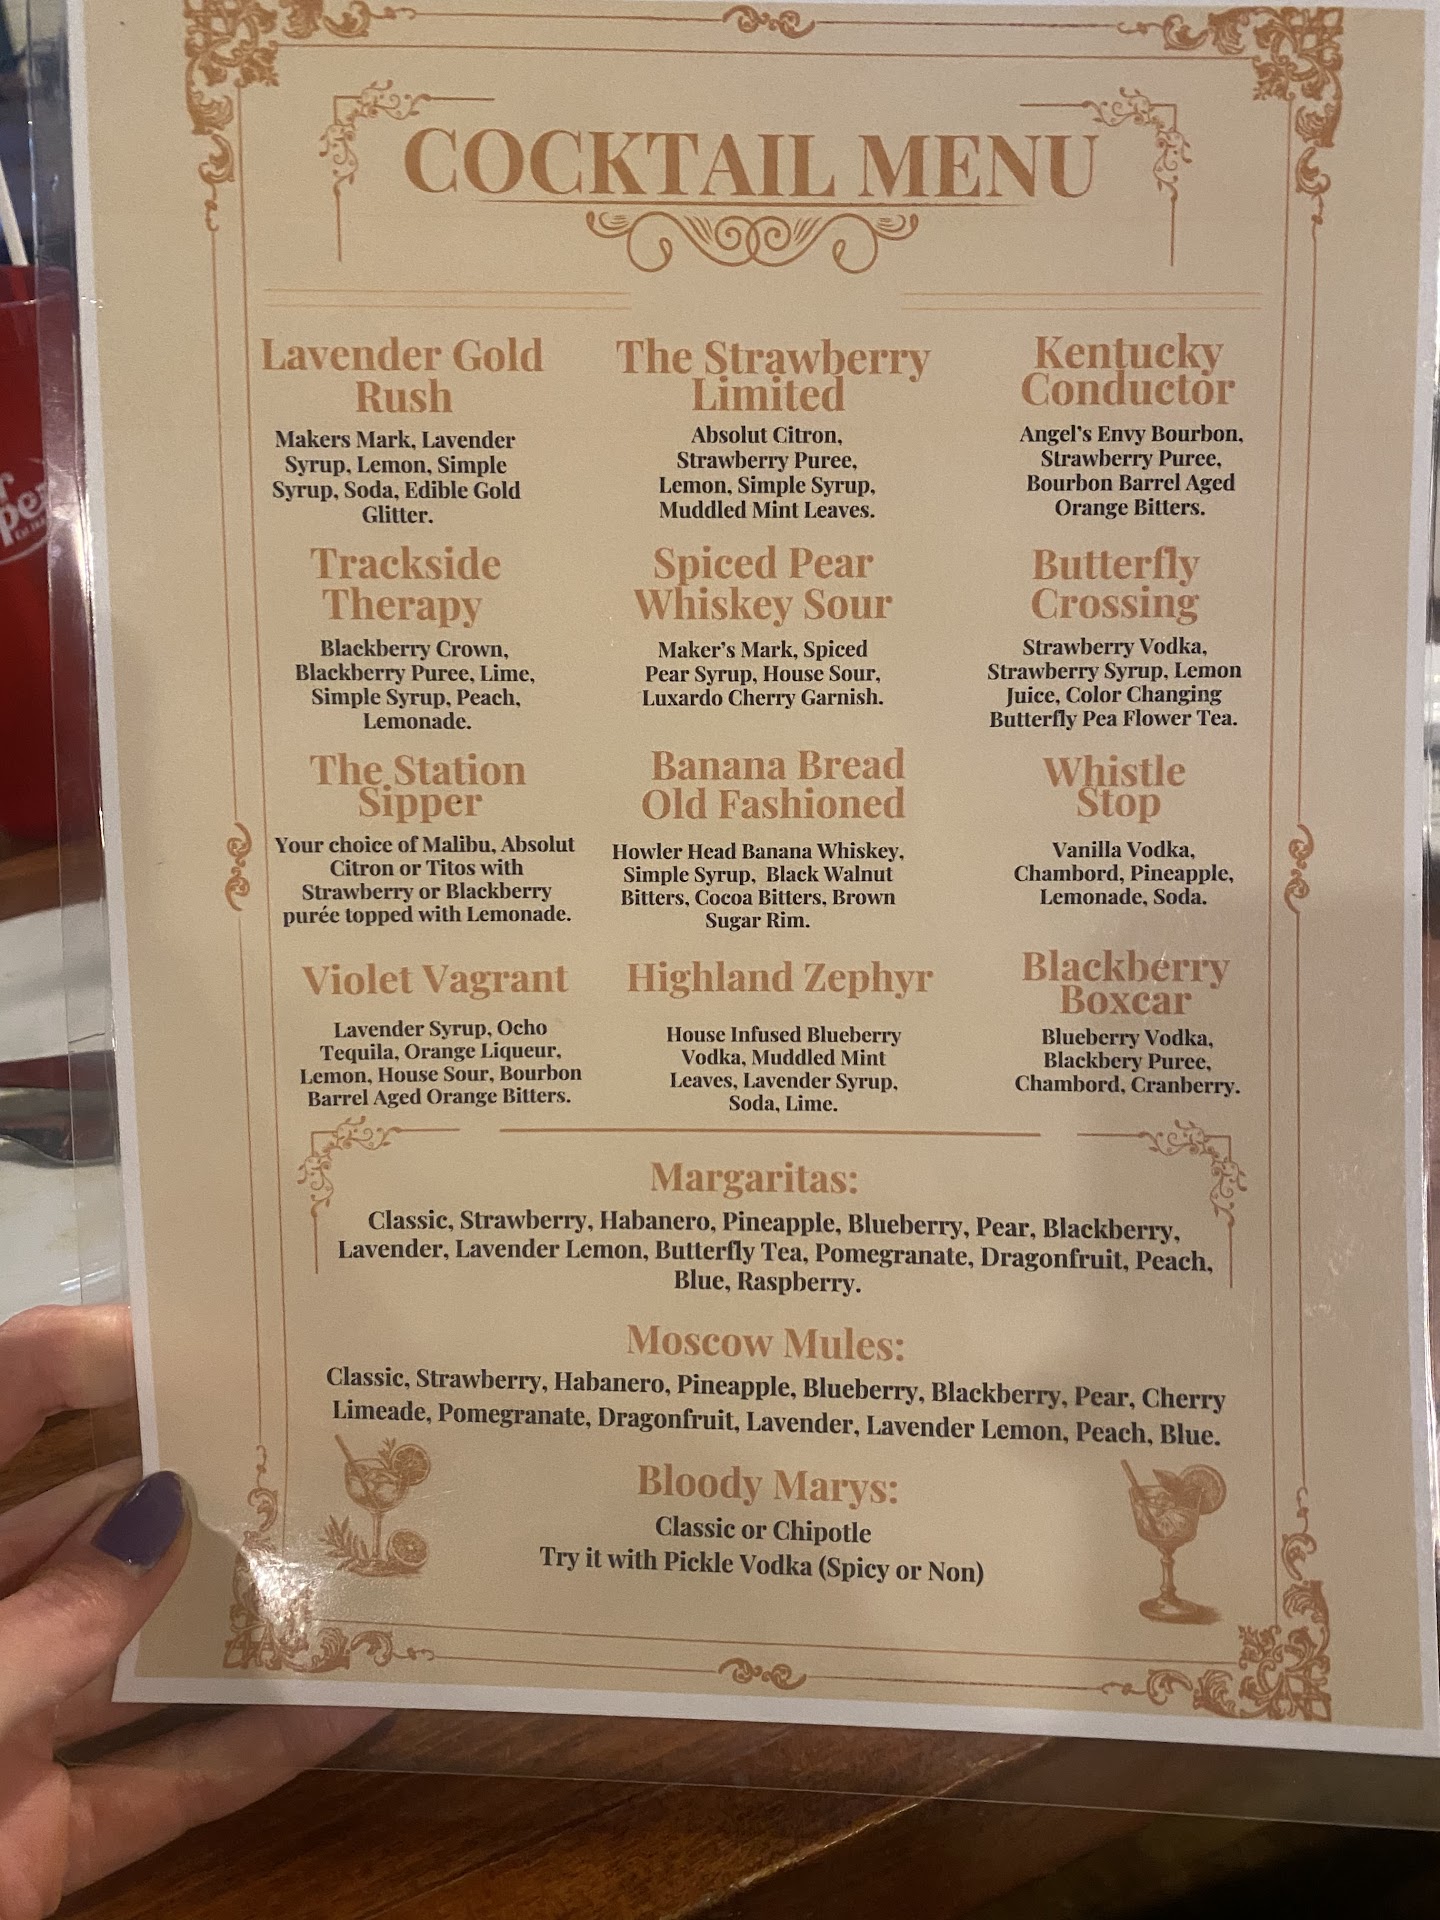 COCKTAIL MENU
Lavender Gold
Rush
Makers Mark, Lavender
Syrup, Lemon, Simple
Syrup, Soda, Edible Gold
Glitter.
The Strawberry
Limited
Absolut Citron,
Strawberry Puree,
Lemon, Simple Syrup,
Muddled Mint Leaves.
Kentucky
Conductor
Angel's Envy Bourbon,
Strawberry Puree,
Bourbon Barrel Aged
Orange Bitters.
Trackside
Therapy
Blackberry Crown,
Blackberry Puree, Lime,
Simple Syrup, Peach,
Lemonade.
Spiced Pear
Whiskey Sour
Maker's Mark, Spiced
Pear Syrup, House Sour,
Luxardo Cherry Garnish.
Butterfly
Crossing
Strawberry Vodka,
Strawberry Syrup, Lemon
Juice, Color Changing
Butterfly Pea Flower Tea.
The Station
Sipper
Your choice of Malibu, Absolut
Citron or Titos with
Strawberry or Blackberry
purée topped with Lemonade.
Banana Bread
Old Fashioned
Howler Head Banana Whiskey,
Simple Syrup, Black Walnut
Bitters, Cocoa Bitters, Brown
Sugar Rim.
Whistle
Stop
Vanilla Vodka,
Chambord, Pineapple,
Lemonade, Soda.
Violet Vagrant
Lavender Syrup, Ocho
Tequila, Orange Liqueur,
Lemon, House Sour, Bourbon
Barrel Aged Orange Bitters.
Highland Zephyr
House Infused Blueberry
Vodka, Muddled Mint
Leaves, Lavender Syrup,
Soda, Lime.
Blackberry
Boxcar
Blueberry Vodka,
Blackbery Puree,
Chambord, Cranberry.
Margaritas:
Classic, Strawberry, Habanero, Pineapple, Blueberry, Pear, Blackberry,
Lavender, Lavender Lemon, Butterfly Tea, Pomegranate, Dragonfruit, Peach,
Blue, Raspberry.
Moscow Mules:
Classic, Strawberry, Habanero, Pineapple, Blueberry, Blackberry, Pear, Cherry
Limeade, Pomegranate, Dragonfruit, Lavender, Lavender Lemon, Peach, Blue.
Bloody Marys:
Classic or Chipotle
Try it with Pickle Vodka (Spicy or Non)